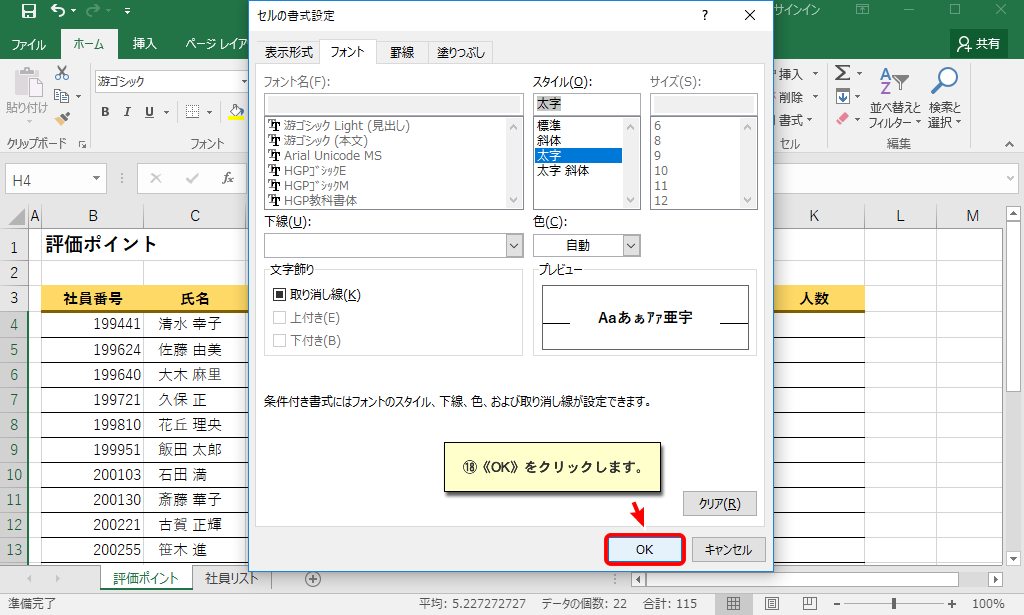 サインイン
ファイル
ホーム
挿入
ページ レイア
共有
貼り付け
クリップボード
游ゴシック
B I U
フォント
挿入
削除
書式
セル
並べ替えと
フィルター
検索と
選択
編集
H4
fx
セルの書式設定
?
表示形式
フォント
罫線
塗りつぶし
フォント名(F):
游ゴシック Light (見出し)
游ゴシック (本文)
Arial Unicode MS
HGPゴシックE
HGPゴシックM
HGP教科書体
スタイル(O):
太字
標準
斜体
太字
太字 斜体
サイズ(S):
6
8
9
10
11
12
下線(U):
色(C):
自動
文字飾り
取り消し線(K)
上付き(E)
下付き(B)
プレビュー
Aaあぁアァ亜宇
条件付き書式にはフォントのスタイル、下線、色、および取り消し線が設定できます。
⑱《OK》をクリックします。
クリア(R)
OK
キャンセル
A B C K L M
1 評価ポイント
2
3 社員番号 氏名 人数
4 199441 清水 幸子
5 199624 佐藤 由美
6 199640 大木 麻里
7 199721 久保 正
8 199810 花丘 理央
9 199951 飯田 太郎
10 200103 石田 満
11 200130 斎藤 華子
12 200221 古賀 正輝
13 200255 笹木 進
評価ポイント
社員リスト
準備完了
平均: 5.227272727 データの個数: 22 合計: 115
100%